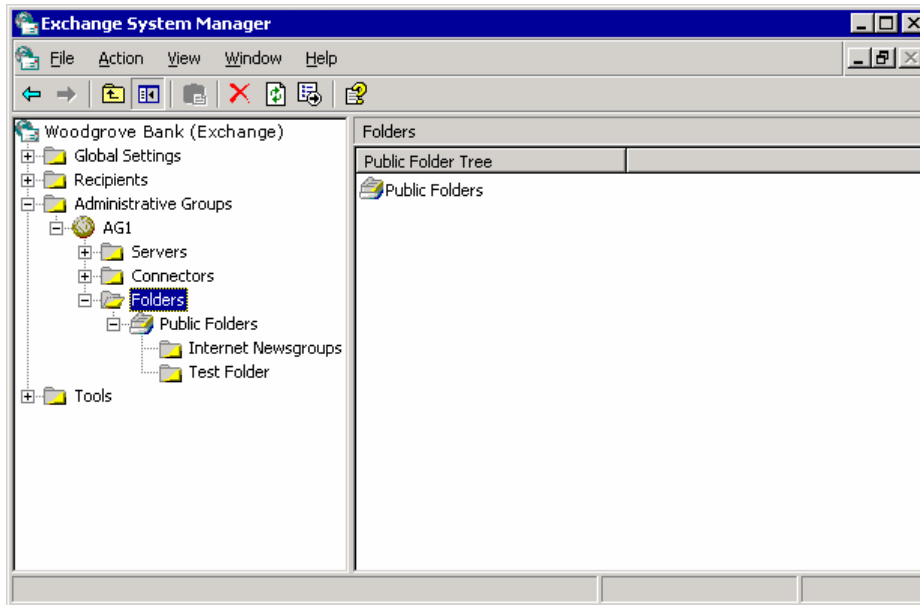 Exchange System Manager
File Action View Window Help
Woodgrove Bank (Exchange)
Global Settings
Recipients
Administrative Groups
AG1
Servers
Connectors
Folders
Public Folders
Internet Newsgroups
Test Folder
Tools
Folders
Public Folder Tree
Public Folders